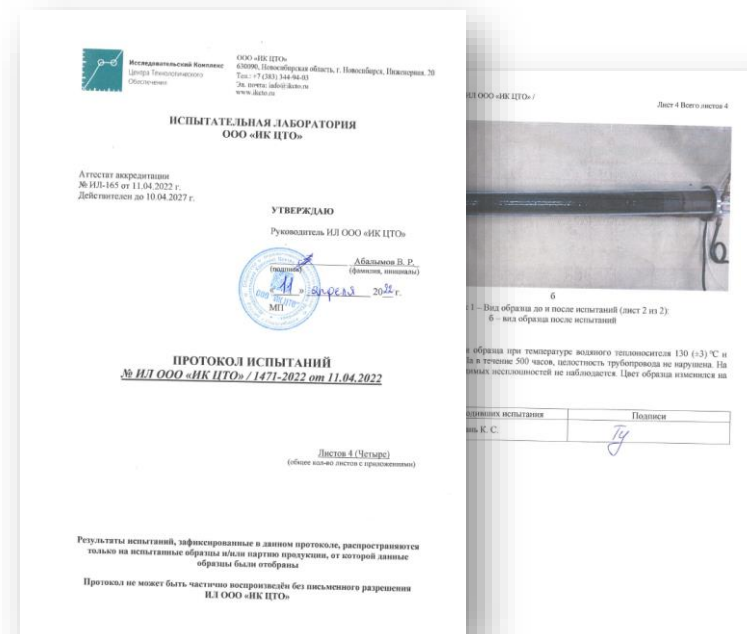 Исследовательский Комплекс
Центра Технологического
Обеспечения
ООО «ИК ЦТО»
630090, Новосибирская область, г. Новосибирск, Инженерная, 20
Тел.: +7 (383) 344-94-03
Эл. почта: info@ikcto.ru
www.ikcto.ru
ИСПЫТАТЕЛЬНАЯ ЛАБОРАТОРИЯ
ООО «ИК ЦТО»
Аттестат аккредитации
№ ИЛ-165 от 11.04.2022 г.
Действителен до 10.04.2027 г.
УТВЕРЖДАЮ
Руководитель ИЛ ООО «ИК ЦТО»
Абалымов В. Р.
(подпись) (фамилия, инициалы)
« 11 » апреля 2022 г.
МП
ООО "ИК ЦТО"
ПРОТОКОЛ ИСПЫТАНИЙ
№ ИЛ ООО «ИК ЦТО» / 1471-2022 от 11.04.2022
Листов 4 (Четыре)
(общее кол-во листов с приложениями)
Результаты испытаний, зафиксированные в данном протоколе, распространяются
только на испытанные образцы и/или партию продукции, от которой данные
образцы были отобраны
Протокол не может быть частично воспроизведён без письменного разрешения
ИЛ ООО «ИК ЦТО»
ИЛ ООО «ИК ЦТО» /
Лист 4 Всего листов 4
б
1 – Вид образца до и после испытаний (лист 2 из 2):
б – вид образца после испытаний
образца при температуре водяного теплоносителя 130 (±3) °С и
в течение 500 часов, целостность трубопровода не нарушена. На
несплошностей не наблюдается. Цвет образца изменился на
испытания Подписи
К. С.